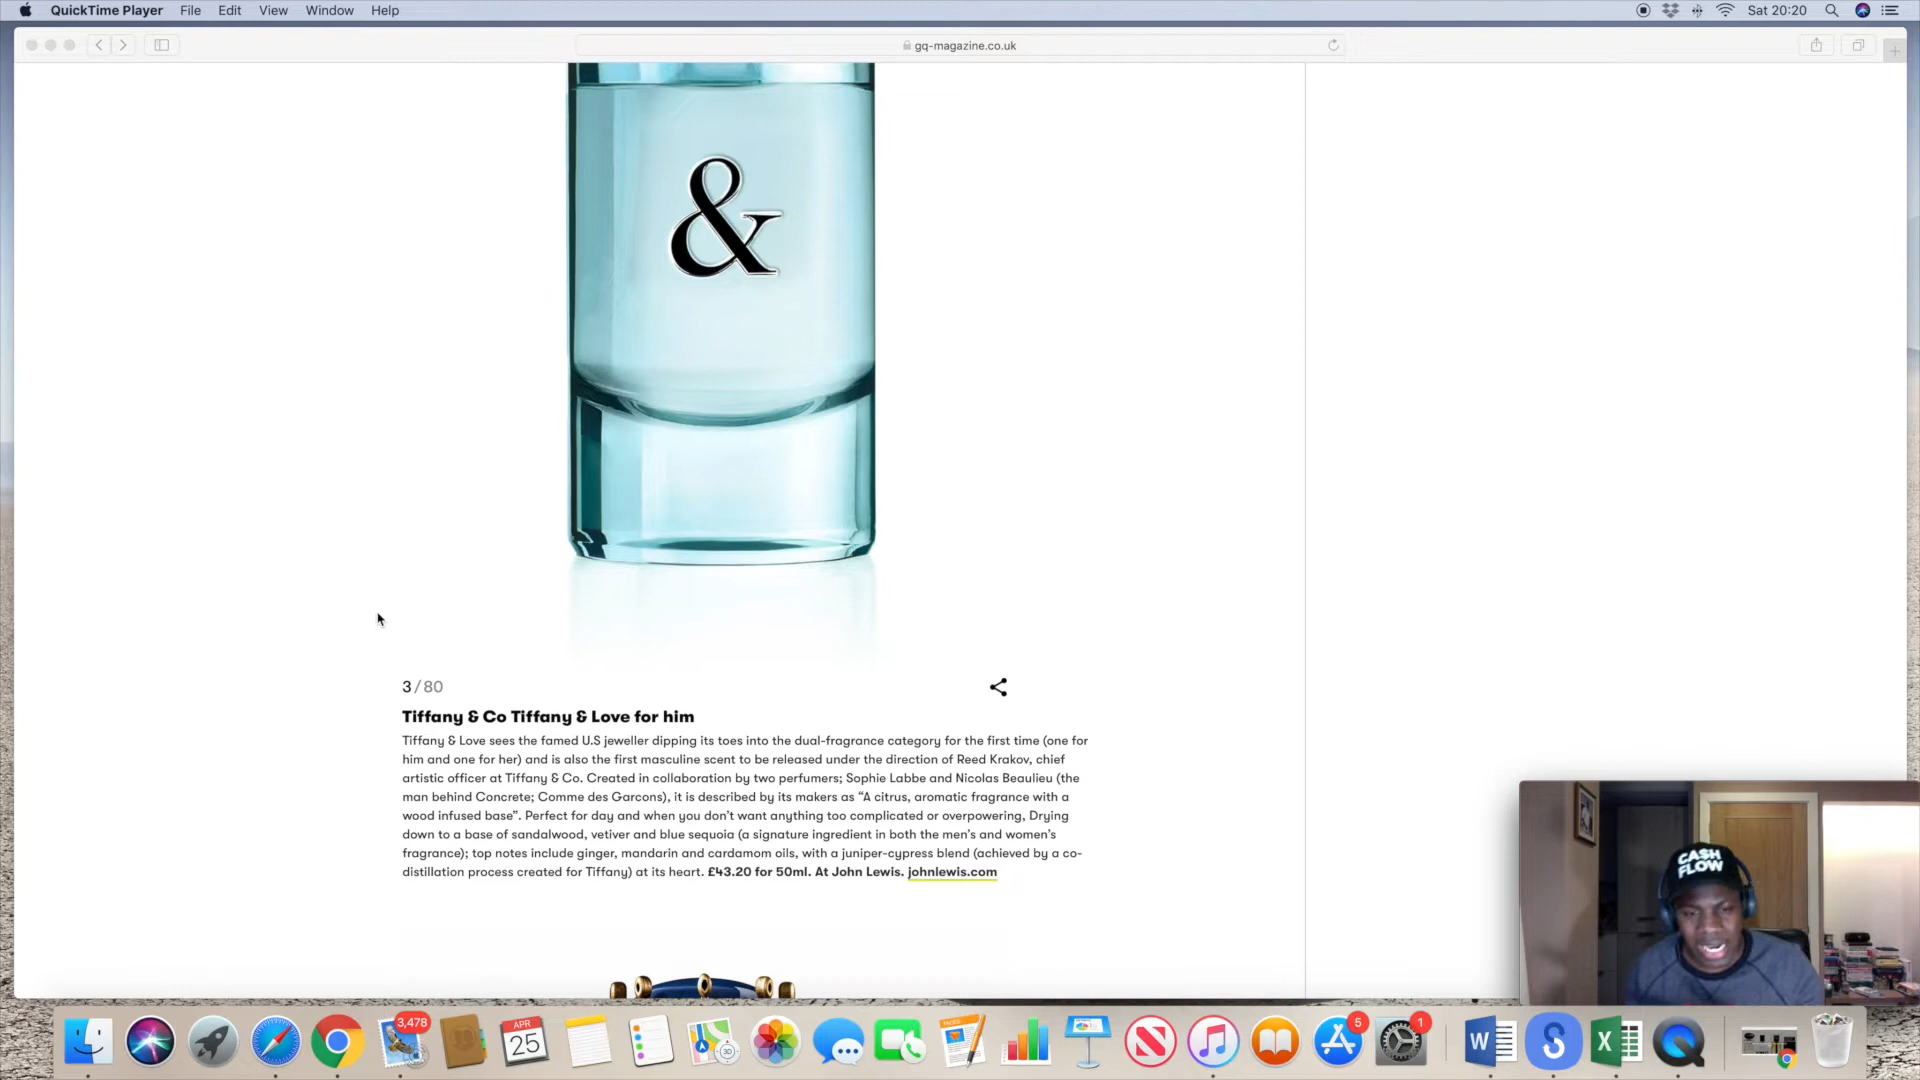 QuickTime Player File Edit View Window Help Sat 20:20
gq-magazine.co.uk
&
3/80
Tiffany & Co Tiffany & Love for him
Tiffany & Love sees the famed U.S jeweller dipping its toes into the dual-fragrance category for the first time (one for
him and one for her) and is also the first masculine scent to be released under the direction of Reed Krakov, chief
artistic officer at Tiffany & Co. Created in collaboration by two perfumers; Sophie Labbe and Nicolas Beaulieu (the
man behind Concrete; Comme des Garcons), it is described by its makers as “A citrus, aromatic fragrance with a
wood infused base”. Perfect for day and when you don’t want anything too complicated or overpowering, Drying
down to a base of sandalwood, vetiver and blue sequoia (a signature ingredient in both the men’s and women’s
fragrance); top notes include ginger, mandarin and cardamom oils, with a juniper-cypress blend (achieved by a co-
distillation process created for Tiffany) at its heart. £43.20 for 50ml. At John Lewis. johnlewis.com
CASH
FLOW
3,478
APR
25
PAGES
5
1
W
S
X